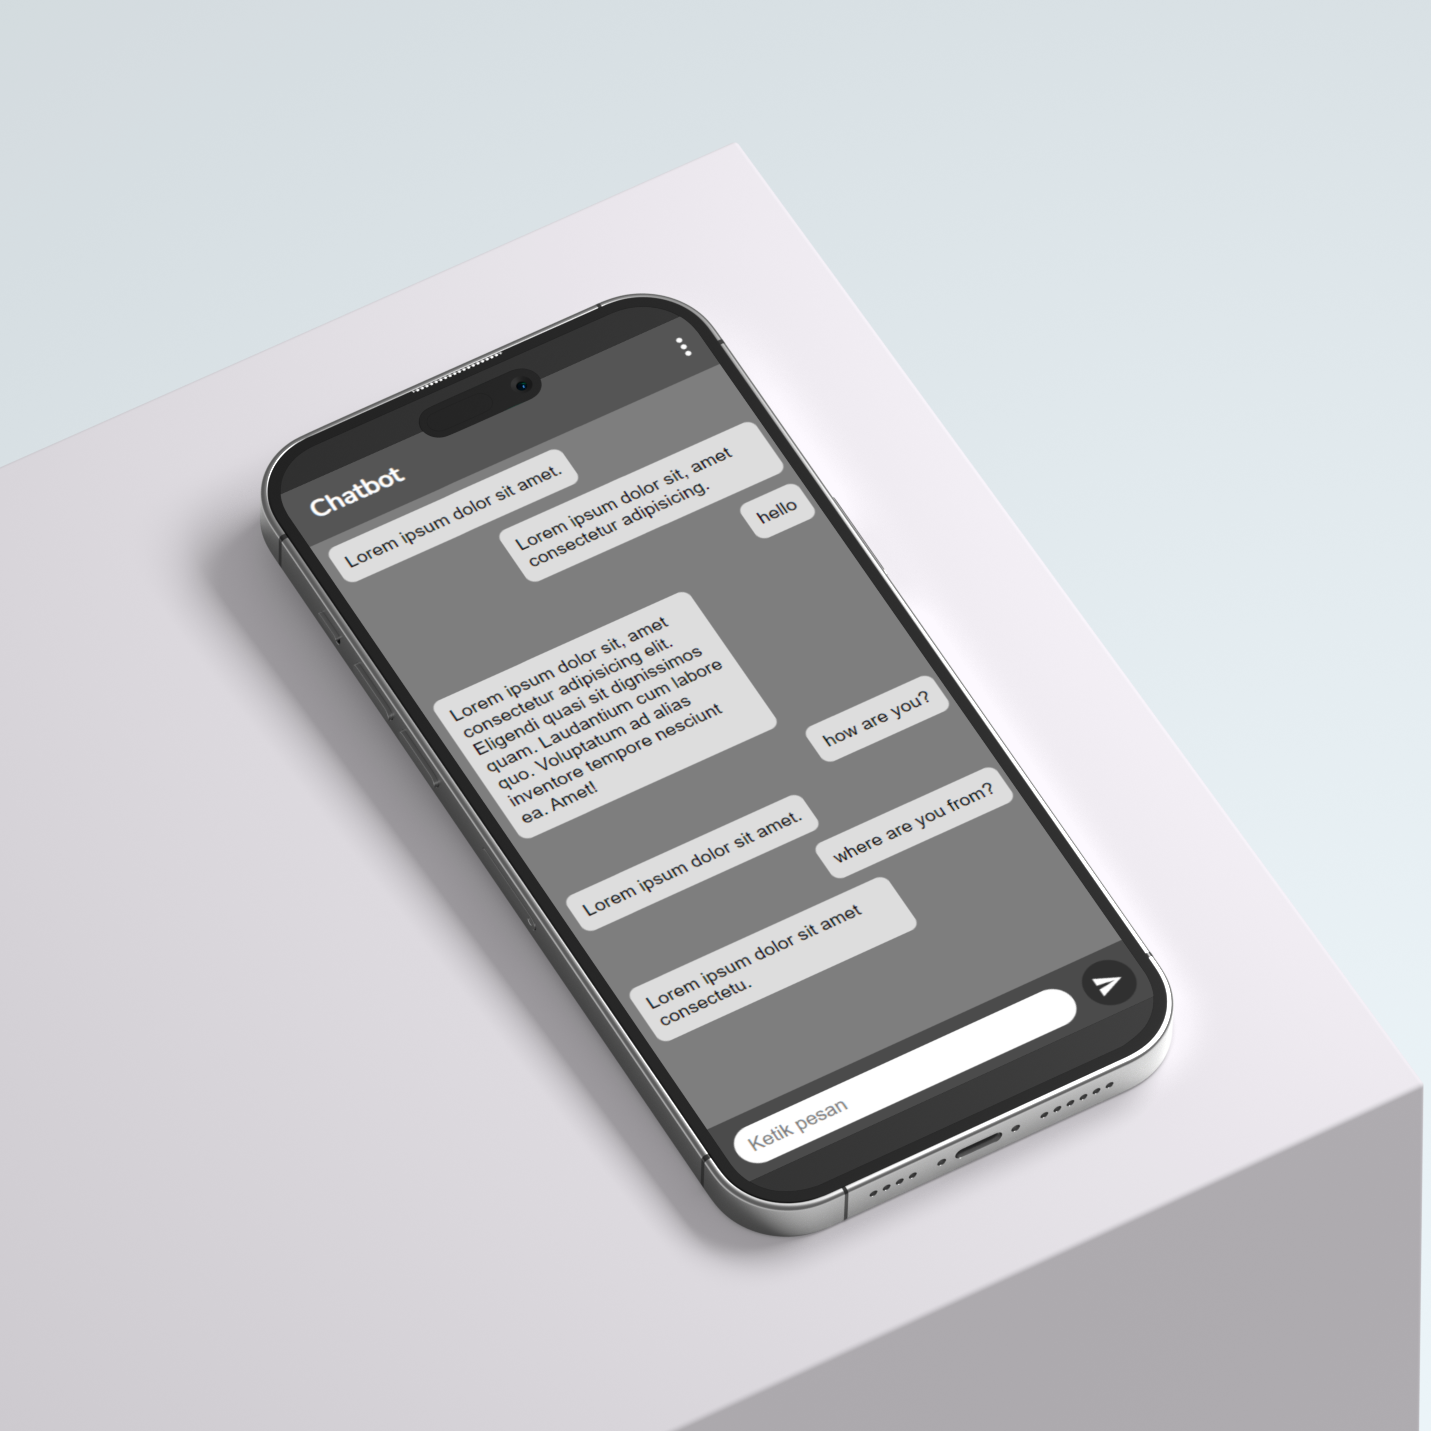 Chatbot
Lorem ipsum dolor sit amet.
Lorem ipsum dolor sit, amet
consectetur adipisicing.
hello
Lorem ipsum dolor sit, amet
consectetur adipisicing elit.
Eligendi quasi sit dignissimos
quam. Laudantium cum labore
quo. Voluptatum ad alias
inventore tempore nesciunt
ea. Amet!
how are you?
Lorem ipsum dolor sit amet.
where are you from?
Lorem ipsum dolor sit amet
consectetu.
Ketik pesan